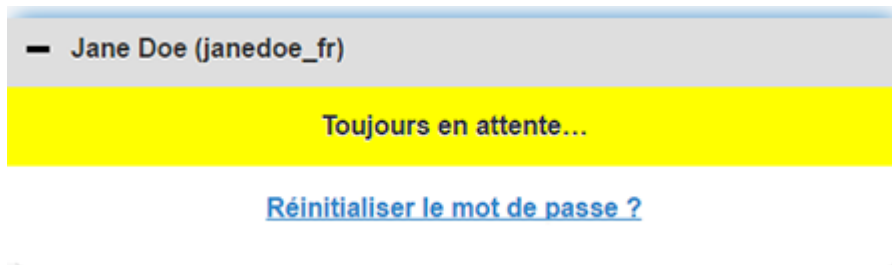 Jane Doe (janedoe_fr)
Toujours en attente…
Réinitialiser le mot de passe ?